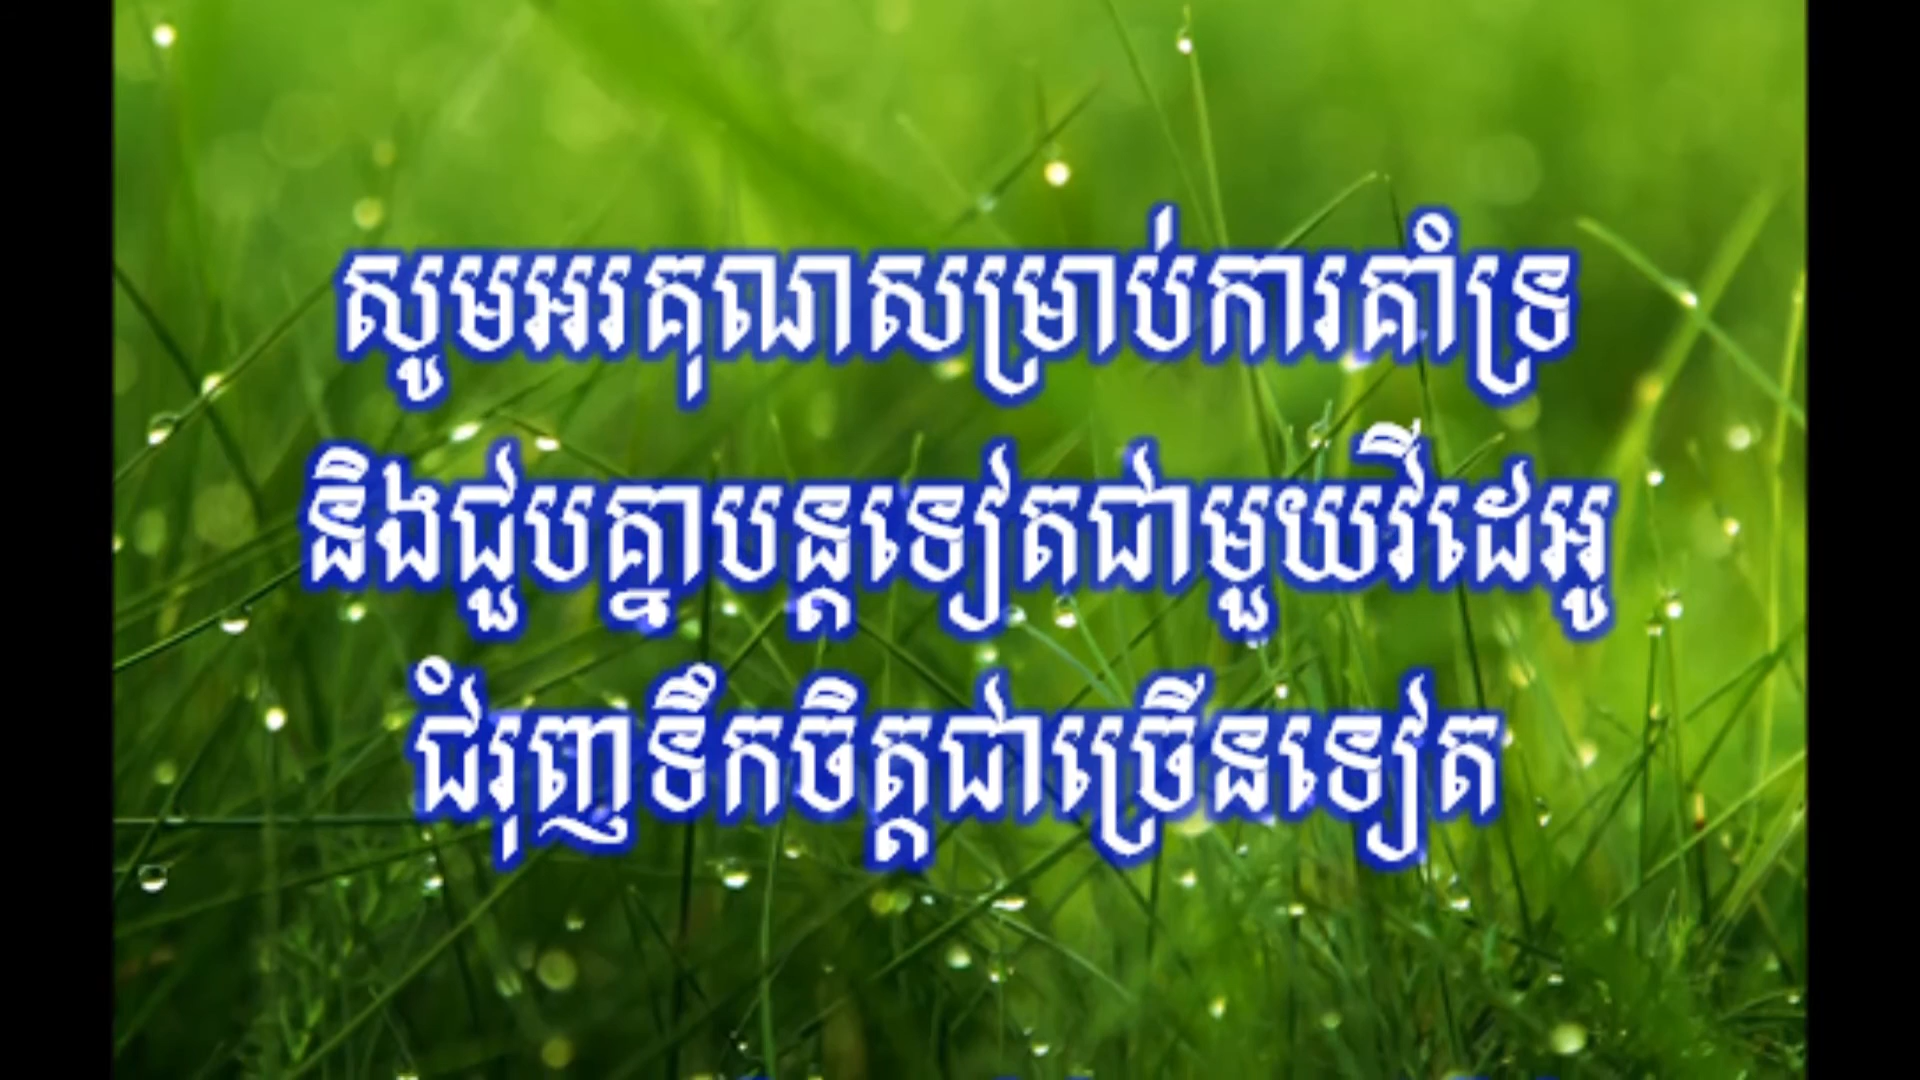 សូមអរគុណសម្រាប់ការគាំទ្រ
និងជួបគ្នាបន្តទៀតជាមួយវីដេអូ
ជំរុញទឹកចិត្តជាច្រើនទៀត